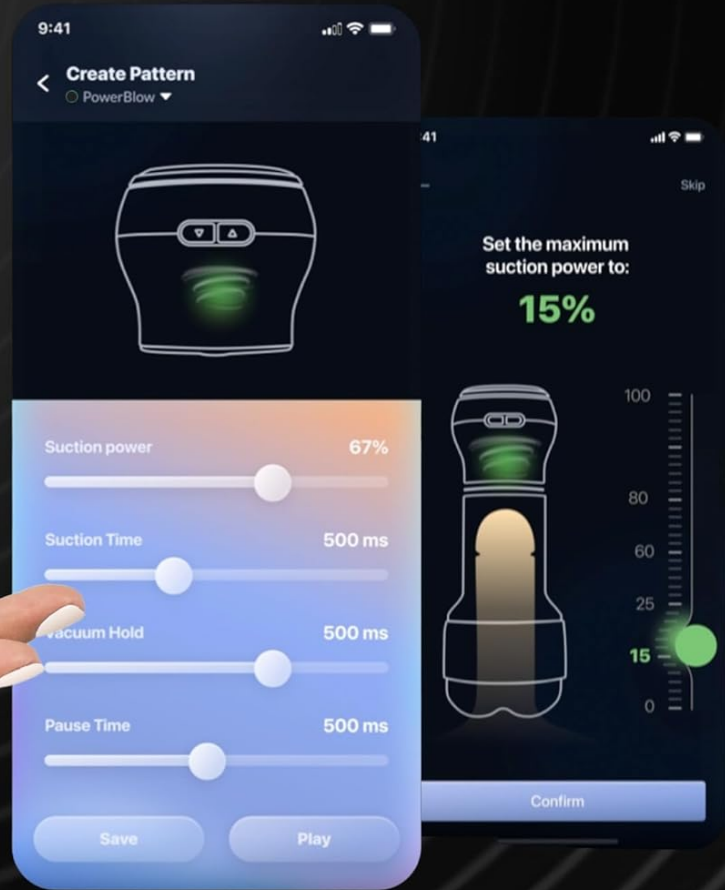 9:41
Create Pattern
PowerBlow
Suction power 67%
Suction Time 500 ms
Vacuum Hold 500 ms
Pause Time 500 ms
Save Play
:41
Skip
Set the maximum
suction power to:
15%
100
80
60
25
15
0
Confirm